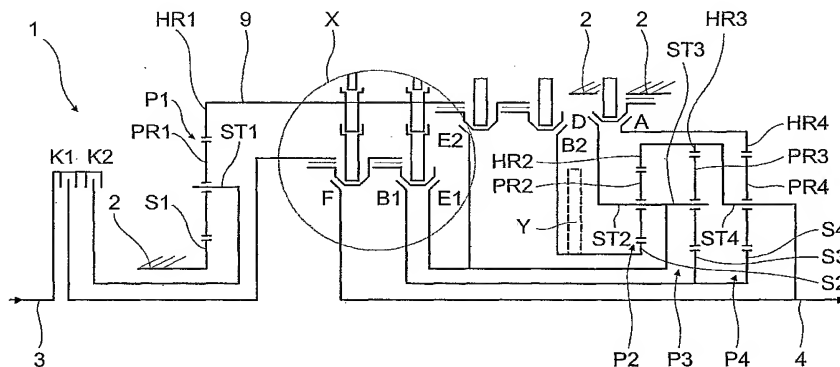 HR1 9 X 2 2 HR3
1 ST3
P1
PR1 ST1 E2 D A HR4
K1 K2 HR2 B2 PR3
PR2 PR4
2 S1 F B1 E1 Y ST2 ST4 S4
S3
S2
3 P2 P3 P4 4